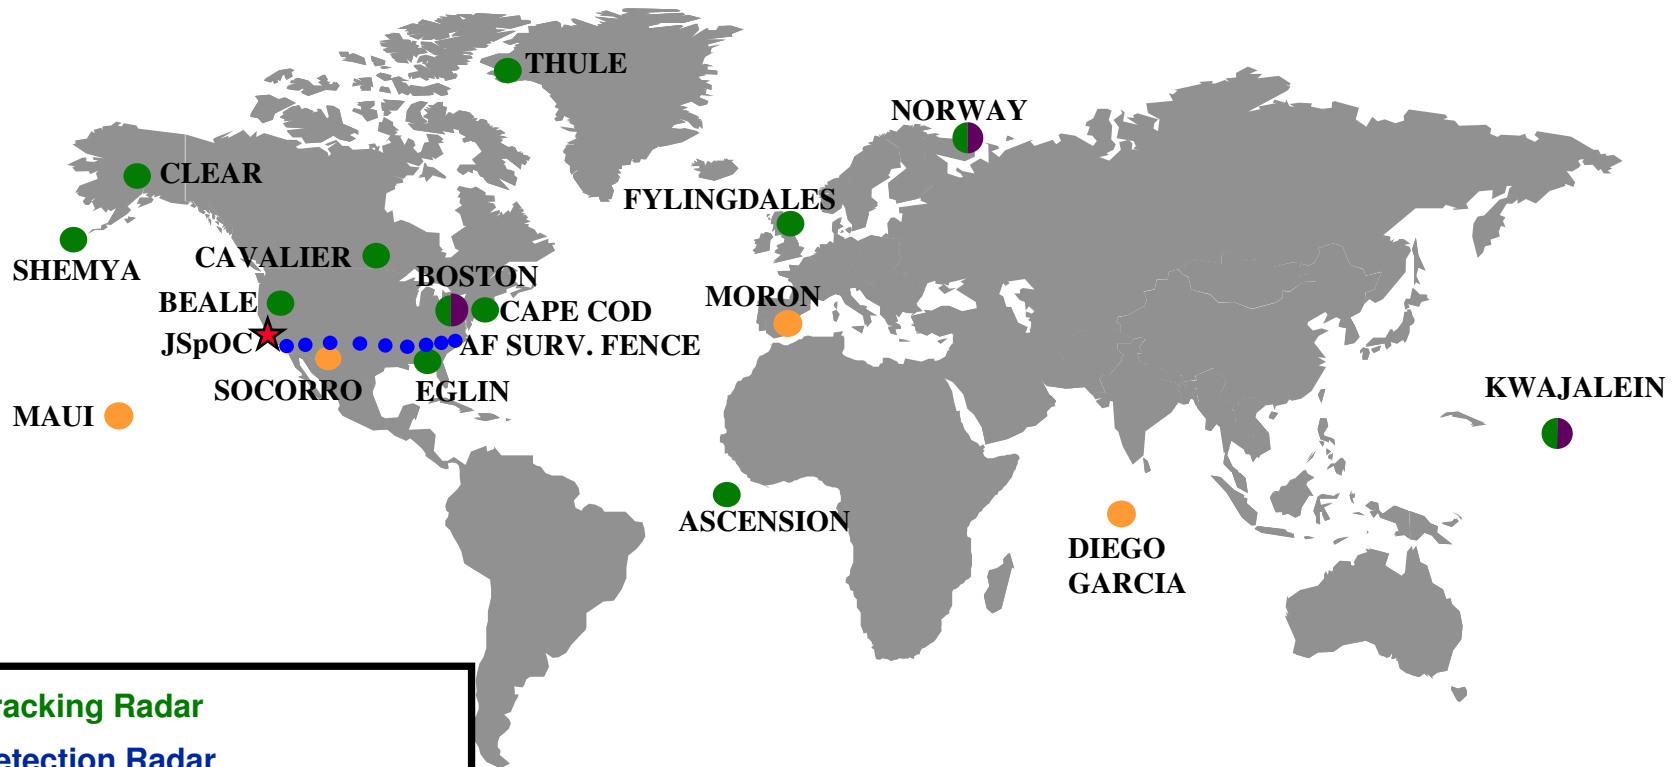 THULE
NORWAY
CLEAR
FYLINGDALES
CAVALIER
SHEMYA
BOSTON
BEALE
MORON
CAPE COD
JSpOC
AF SURV. FENCE
SOCORRO
EGLIN
KWAJALEIN
MAUI
ASCENSION
DIEGO
GARCIA
racking Radar
etection Radar